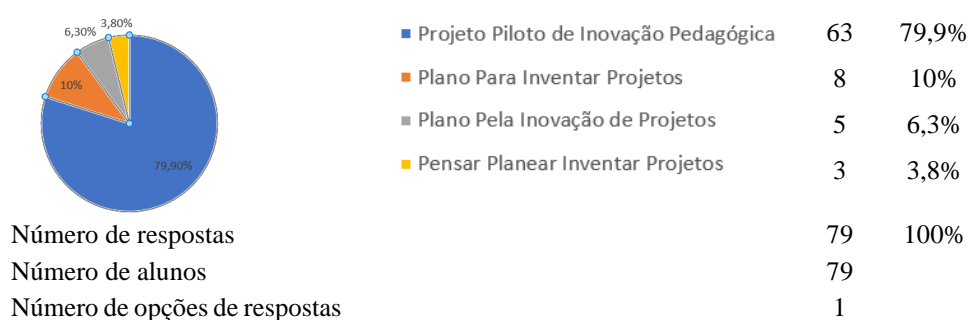 3,80%
6,30%
10%
79,90%
Projeto Piloto de Inovação Pedagógica 63 79,9%
Plano Para Inventar Projetos 8 10%
Plano Pela Inovação de Projetos 5 6,3%
Pensar Planear Inventar Projetos 3 3,8%
Número de respostas 79 100%
Número de alunos 79
Número de opções de respostas 1